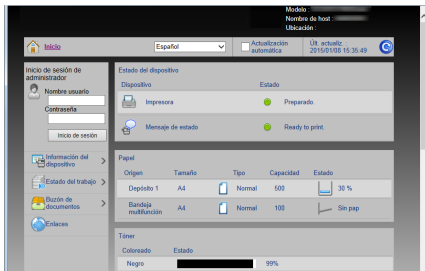 Modelo :
Nombre de host :
Ubicación :
Inicio
Español
Actualización
automática
Últ. actualiz. :
2015/01/08 15:35:49
Inicio de sesión de
administrador
Nombre usuario
Contraseña
Inicio de sesión
Información del
dispositivo
Estado del trabajo
Buzón de
documentos
Enlaces
Estado del dispositivo
Dispositivo Estado
Impresora Preparado.
Mensaje de estado Ready to print.
Papel
Origen Tamaño Tipo Capacidad Estado
Depósito 1 A4 Normal 500 30 %
Bandeja
multifunción A4 Normal 100 Sin pap
Tóner
Coloreado Estado
Negro 99%